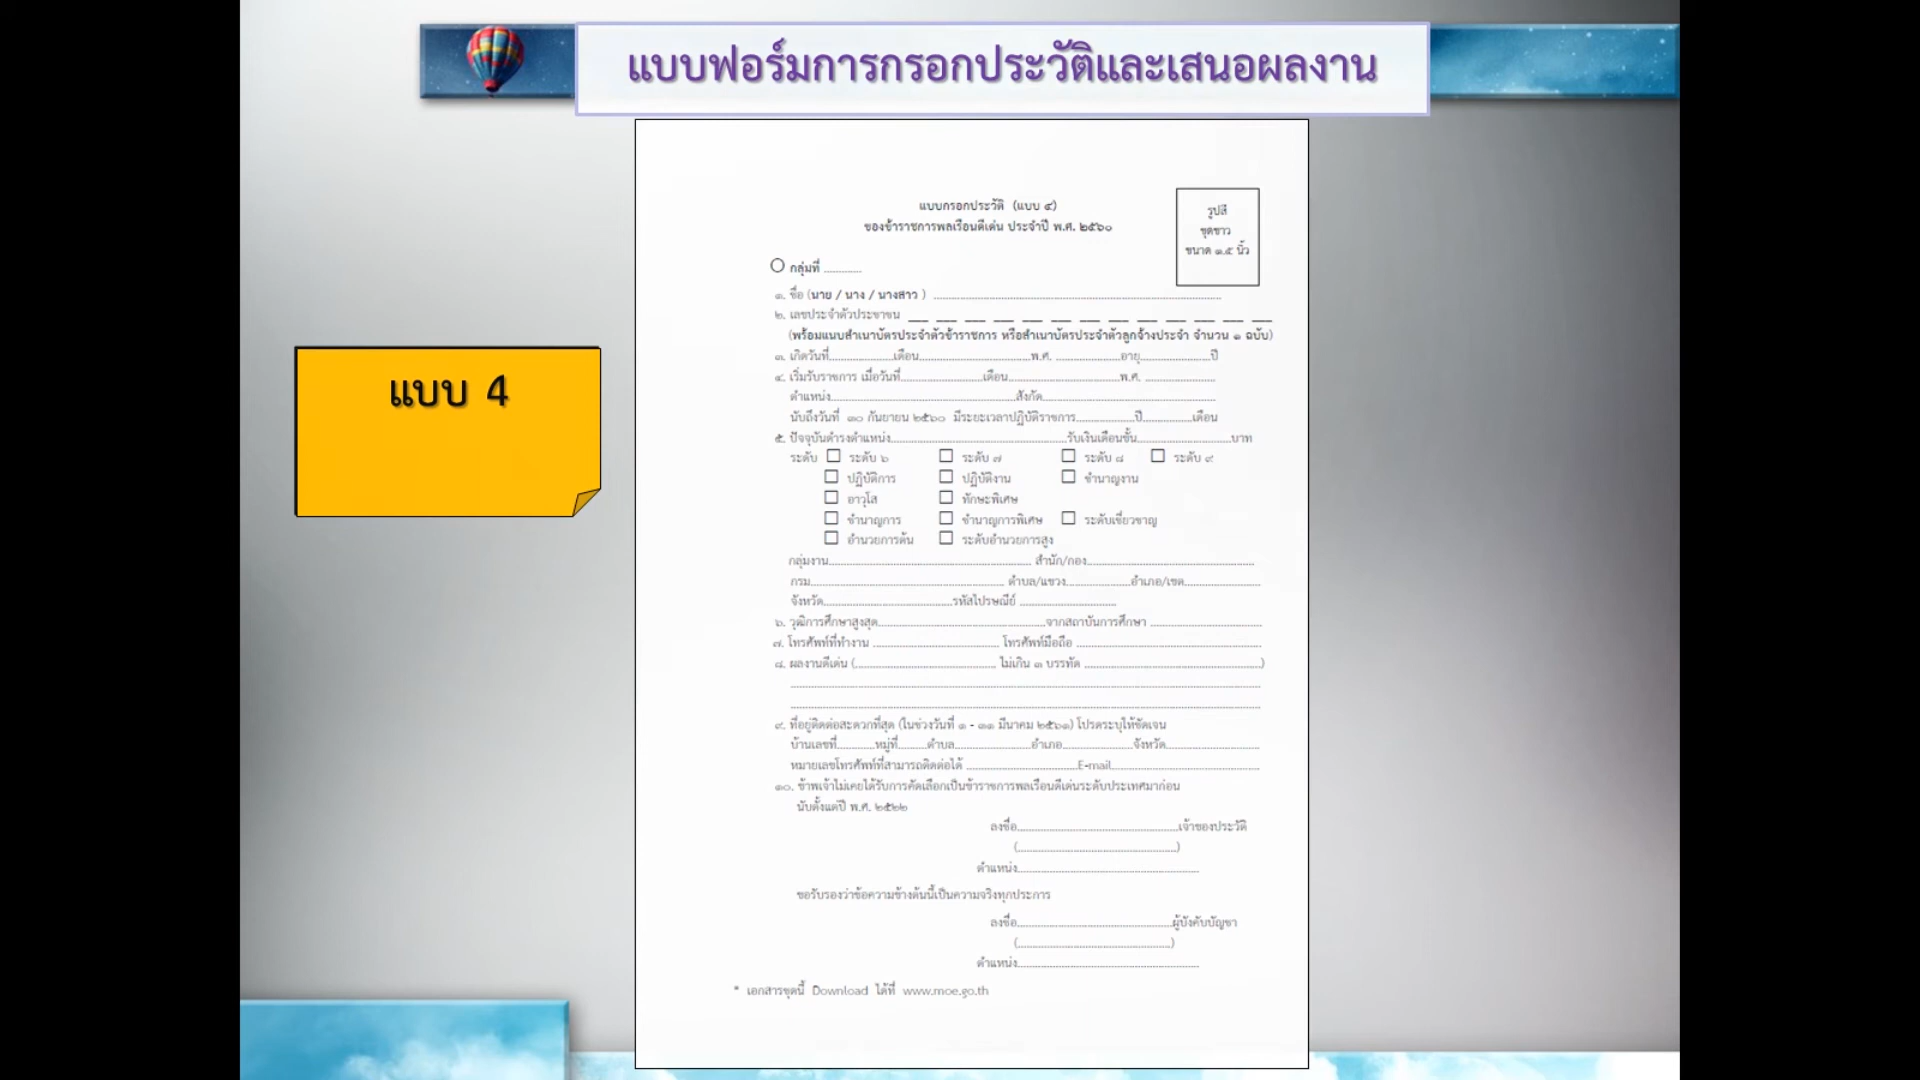 แบบฟอร์มการกรอกประวัติและเสนอผลงาน
แบบ 4
แบบกรอกประวัติ (แบบ ๔)
ของข้าราชการพลเรือนดีเด่น ประจำปี พ.ศ. ๒๕๖๐
รูปสี
ชุดขาว
ขนาด ๑.๕ นิ้ว
กลุ่มที่ ............
๑. ชื่อ (นาย / นาง / นางสาว ) ............
๒. เลขประจำตัวประชาชน __ __ __ __ __ __ __ __ __ __ __ __ __
(พร้อมแนบสำเนาบัตรประจำตัวข้าราชการ หรือสำเนาบัตรประจำตัวลูกจ้างประจำ จำนวน ๑ ฉบับ)
๓. เกิดวันที่............เดือน............พ.ศ. ............อายุ............ปี
๔. เริ่มรับราชการ เมื่อวันที่............เดือน............พ.ศ. ............
ตำแหน่ง............สังกัด............
นับถึงวันที่ ๓๐ กันยายน ๒๕๖๐ มีระยะเวลาปฏิบัติราชการ............ปี............เดือน
๕. ปัจจุบันดำรงตำแหน่ง............รับเงินเดือนขั้น............บาท
ระดับ ☐ ระดับ ๖ ☐ ระดับ ๗ ☐ ระดับ ๘ ☐ ระดับ ๙
☐ ปฏิบัติการ ☐ ปฏิบัติงาน ☐ ชำนาญงาน
☐ อาวุโส ☐ ทักษะพิเศษ
☐ ชำนาญการ ☐ ชำนาญการพิเศษ ☐ ระดับเชี่ยวชาญ
☐ อำนวยการต้น ☐ ระดับอำนวยการสูง
กลุ่มงาน............ สำนัก/กอง............
กรม............ ตำบล/แขวง............อำเภอ/เขต............
จังหวัด............รหัสไปรษณีย์ ............
๖. วุฒิการศึกษาสูงสุด............จากสถาบันการศึกษา ............
๗. โทรศัพท์ที่ทำงาน ............ โทรศัพท์มือถือ ............
๘. ผลงานดีเด่น (............ ไม่เกิน ๓ บรรทัด ............)
............
............
๙. ที่อยู่ติดต่อสะดวกที่สุด (ในช่วงวันที่ ๑ - ๓๑ มีนาคม ๒๕๖๑) โปรดระบุให้ชัดเจน
บ้านเลขที่............หมู่ที่............ตำบล............อำเภอ............จังหวัด............
หมายเลขโทรศัพท์ที่สามารถติดต่อได้ ............E-mail............
๑๐. ข้าพเจ้าไม่เคยได้รับการคัดเลือกเป็นข้าราชการพลเรือนดีเด่นระดับประเทศมาก่อน
นับตั้งแต่ปี พ.ศ. ๒๕๒๒
ลงชื่อ............เจ้าของประวัติ
(............)
ตำแหน่ง............
ขอรับรองว่าข้อความข้างต้นนี้เป็นความจริงทุกประการ
ลงชื่อ............ผู้บังคับบัญชา
(............)
ตำแหน่ง............
* เอกสารชุดนี้ Download ได้ที่ www.moe.go.th